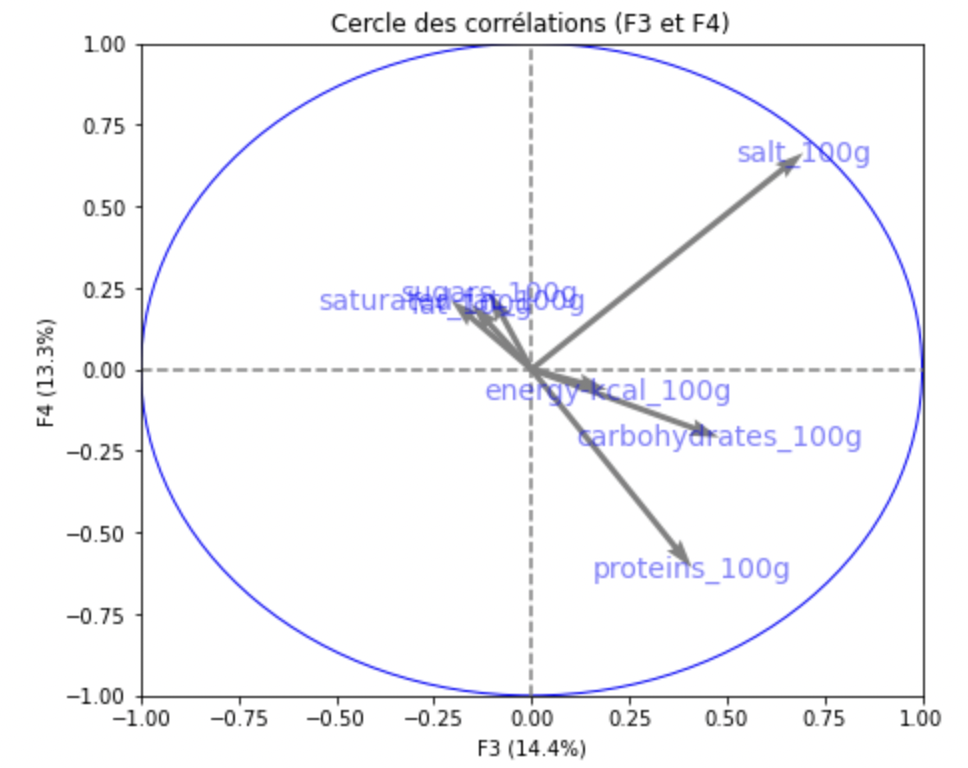 Cercle des corrélations (F3 et F4)
1.00
0.75
salt_100g
0.50
0.25
sugars_100g
saturated-fat_100g
fat_100g
0.00
energy-kcal_100g
carbohydrates_100g
−0.25
−0.50
proteins_100g
−0.75
−1.00
F4 (13.3%)
−1.00 −0.75 −0.50 −0.25 0.00 0.25 0.50 0.75 1.00
F3 (14.4%)